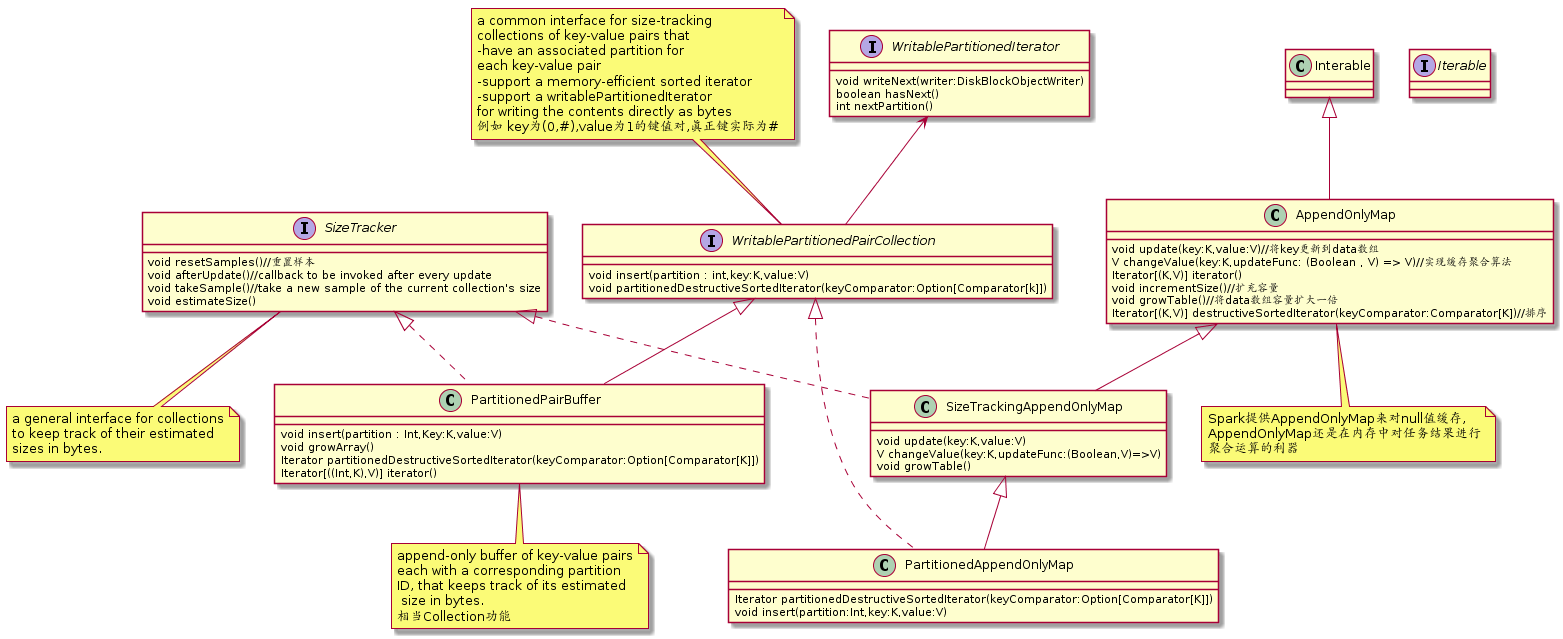 a common interface for size-tracking
collections of key-value pairs that
-have an associated partition for
each key-value pair
-support a memory-efficient sorted iterator
-support a writablePartitionedIterator
for writing the contents directly as bytes
例如 key为(0,#),value为1的键值对,真正键实际为#
I WritablePartitionedIterator
void writeNext(writer:DiskBlockObjectWriter)
boolean hasNext()
int nextPartition()
C Interable
I Iterable
I SizeTracker
void resetSamples()//重置样本
void afterUpdate()//callback to be invoked after every update
void takeSample()//take a new sample of the current collection's size
void estimateSize()
I WritablePartitionedPairCollection
void insert(partition : int,key:K,value:V)
void partitionedDestructiveSortedIterator(keyComparator:Option[Comparator[k]])
C AppendOnlyMap
void update(key:K,value:V)//将key更新到data数组
V changeValue(key:K,updateFunc: (Boolean , V) => V)//实现缓存聚合算法
Iterator[(K,V)] iterator()
void incrementSize()//扩充容量
void growTable()//将data数组容量扩大一倍
Iterator[(K,V)] destructiveSortedIterator(keyComparator:Comparator[K])//排序
a general interface for collections
to keep track of their estimated
sizes in bytes.
C PartitionedPairBuffer
void insert(partition : Int,Key:K,value:V)
void growArray()
Iterator partitionedDestructiveSortedIterator(keyComparator:Option[Comparator[K]])
Iterator[((Int,K),V)] iterator()
C SizeTrackingAppendOnlyMap
void update(key:K,value:V)
V changeValue(key:K,updateFunc:(Boolean,V)=>V)
void growTable()
Spark提供AppendOnlyMap来对null值缓存,
AppendOnlyMap还是在内存中对任务结果进行
聚合运算的利器
append-only buffer of key-value pairs
each with a corresponding partition
ID, that keeps track of its estimated
size in bytes.
相当Collection功能
C PartitionedAppendOnlyMap
Iterator partitionedDestructiveSortedIterator(keyComparator:Option[Comparator[K]])
void insert(partition:Int,key:K,value:V)